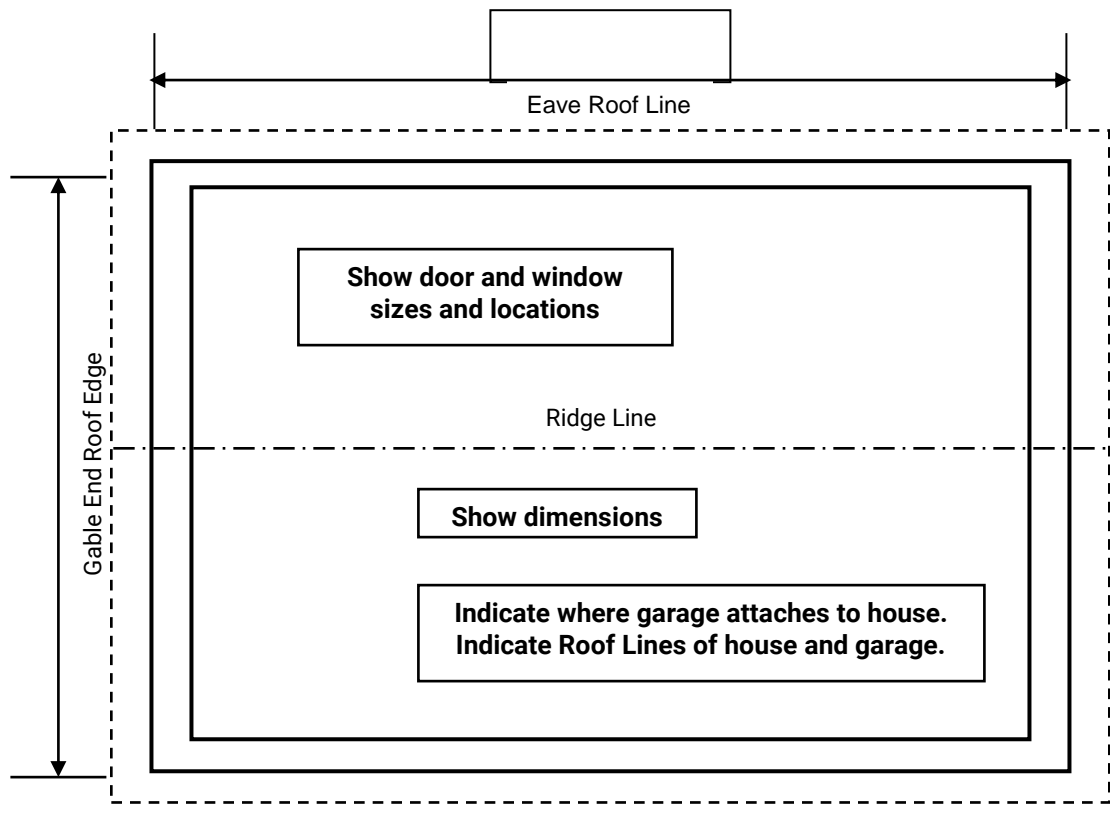 Eave Roof Line
Show door and window
sizes and locations
Gable End Roof Edge
Ridge Line
Show dimensions
Indicate where garage attaches to house.
Indicate Roof Lines of house and garage.